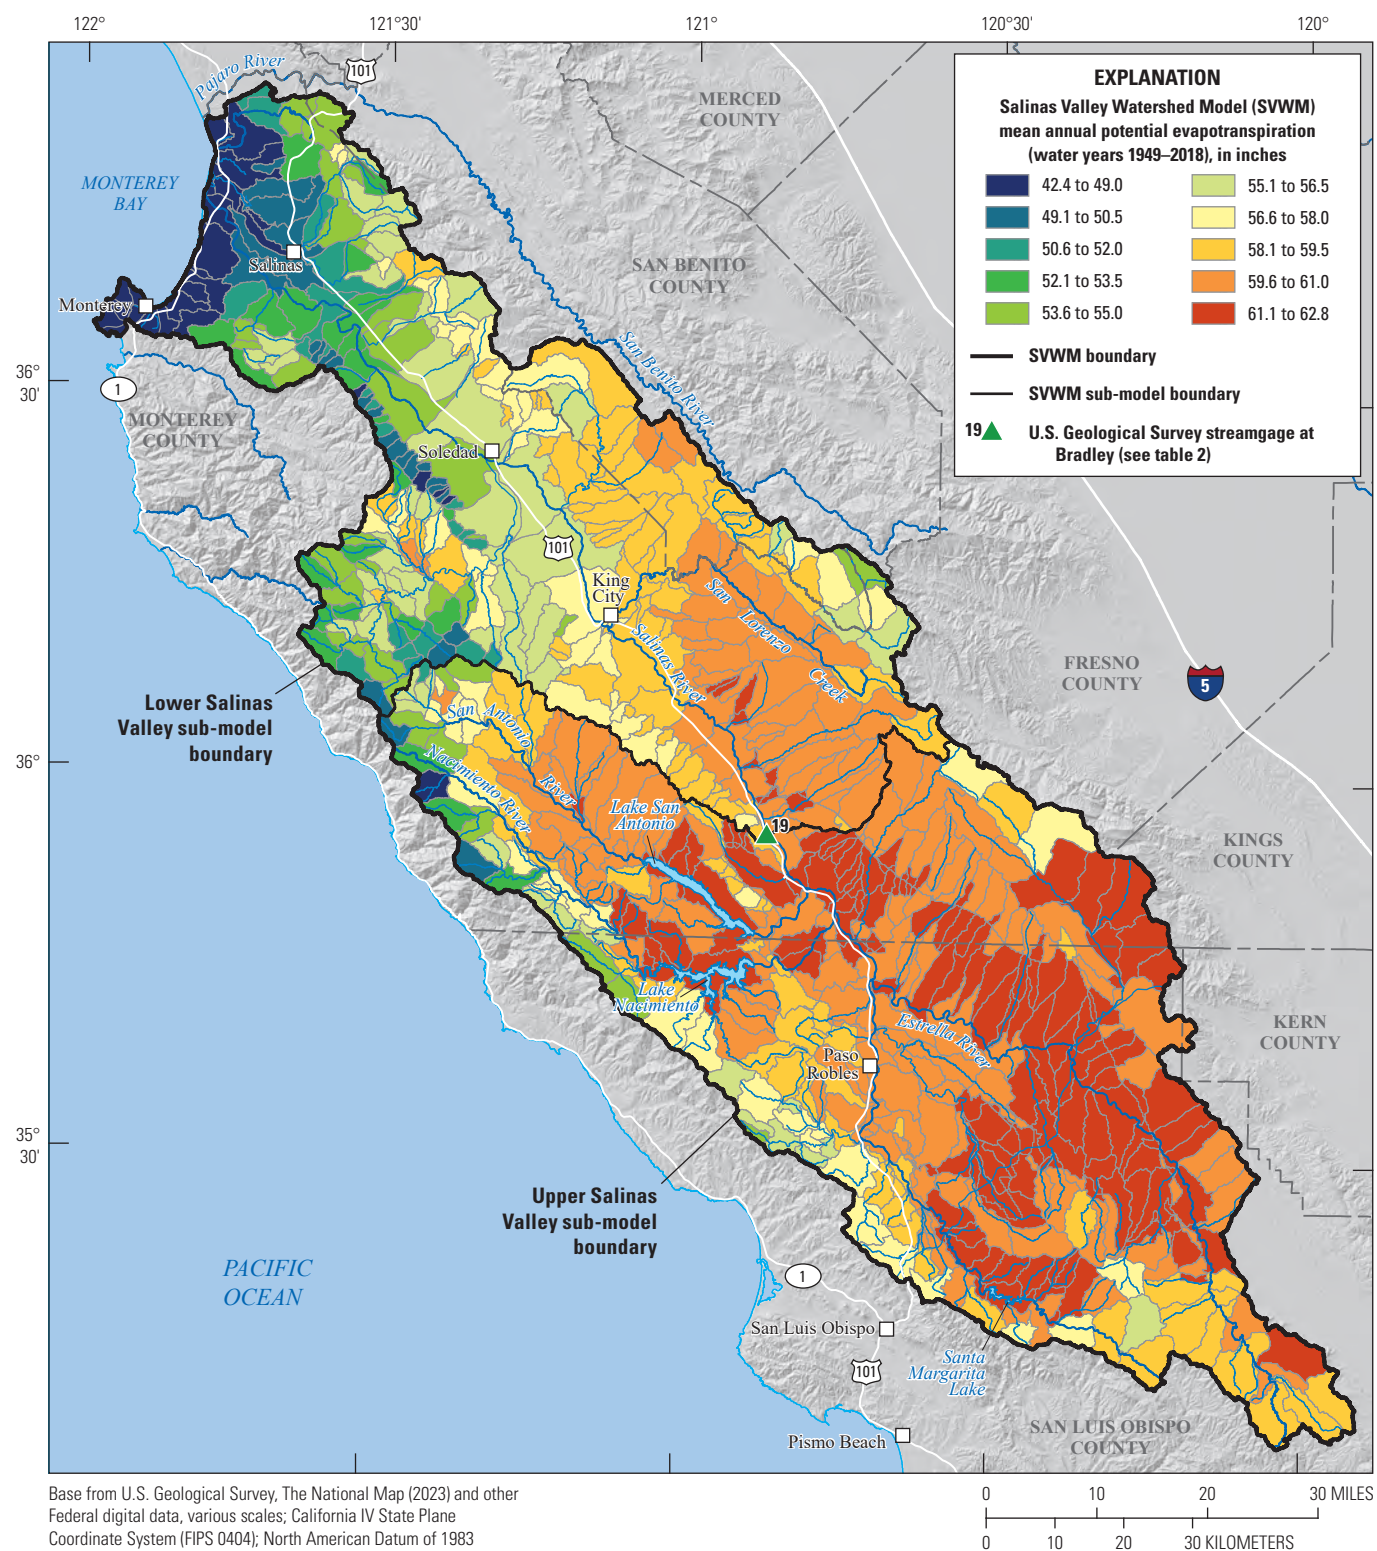 122°
121°30'
121°
120°30'
120°
Pajaro River
101
MERCED
COUNTY
EXPLANATION
Salinas Valley Watershed Model (SVWM)
mean annual potential evapotranspiration
(water years 1949–2018), in inches
42.4 to 49.0
49.1 to 50.5
50.6 to 52.0
52.1 to 53.5
53.6 to 55.0
55.1 to 56.5
56.6 to 58.0
58.1 to 59.5
59.6 to 61.0
61.1 to 62.8
SVWM boundary
SVWM sub-model boundary
19
U.S. Geological Survey streamgage at
Bradley (see table 2)
MONTEREY
BAY
Salinas
SAN BENITO
COUNTY
Monterey
San Benito River
36°
30'
1
MONTEREY
COUNTY
Soledad
101
King
City
San Lorenzo Creek
Salinas River
FRESNO
COUNTY
5
Lower Salinas
Valley sub-model
boundary
San Antonio River
Nacimiento River
36°
Lake San
Antonio
19
KINGS
COUNTY
Lake
Nacimiento
Estrella River
KERN
COUNTY
Paso
Robles
35°
30'
Upper Salinas
Valley sub-model
boundary
PACIFIC
OCEAN
1
San Luis Obispo
101
Santa
Margarita
Lake
SAN LUIS OBISPO
COUNTY
Pismo Beach
Base from U.S. Geological Survey, The National Map (2023) and other
Federal digital data, various scales; California IV State Plane
Coordinate System (FIPS 0404); North American Datum of 1983
0 10 20 30 MILES
0 10 20 30 KILOMETERS